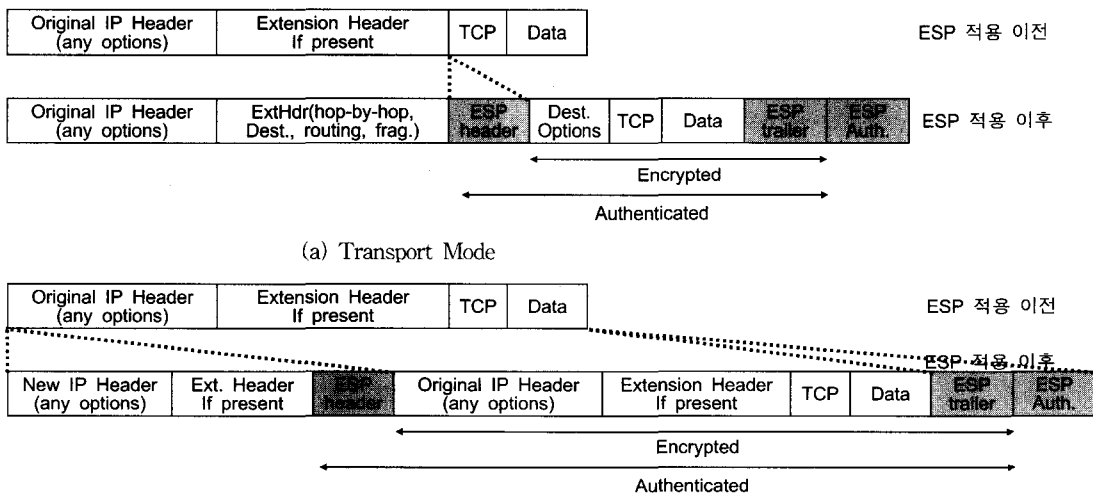 Original IP Header (any options) Extension Header If present TCP Data ESP 적용 이전
Original IP Header (any options) ExtHdr(hop-by-hop, Dest., routing, frag.) ESP header Dest. Options TCP Data ESP trailer ESP Auth. ESP 적용 이후
Encrypted
Authenticated
(a) Transport Mode
Original IP Header (any options) Extension Header If present TCP Data ESP 적용 이전
ESP 적용 이후
New IP Header (any options) Ext. Header If present ESP header Original IP Header (any options) Extension Header If present TCP Data ESP trailer ESP Auth.
Encrypted
Authenticated